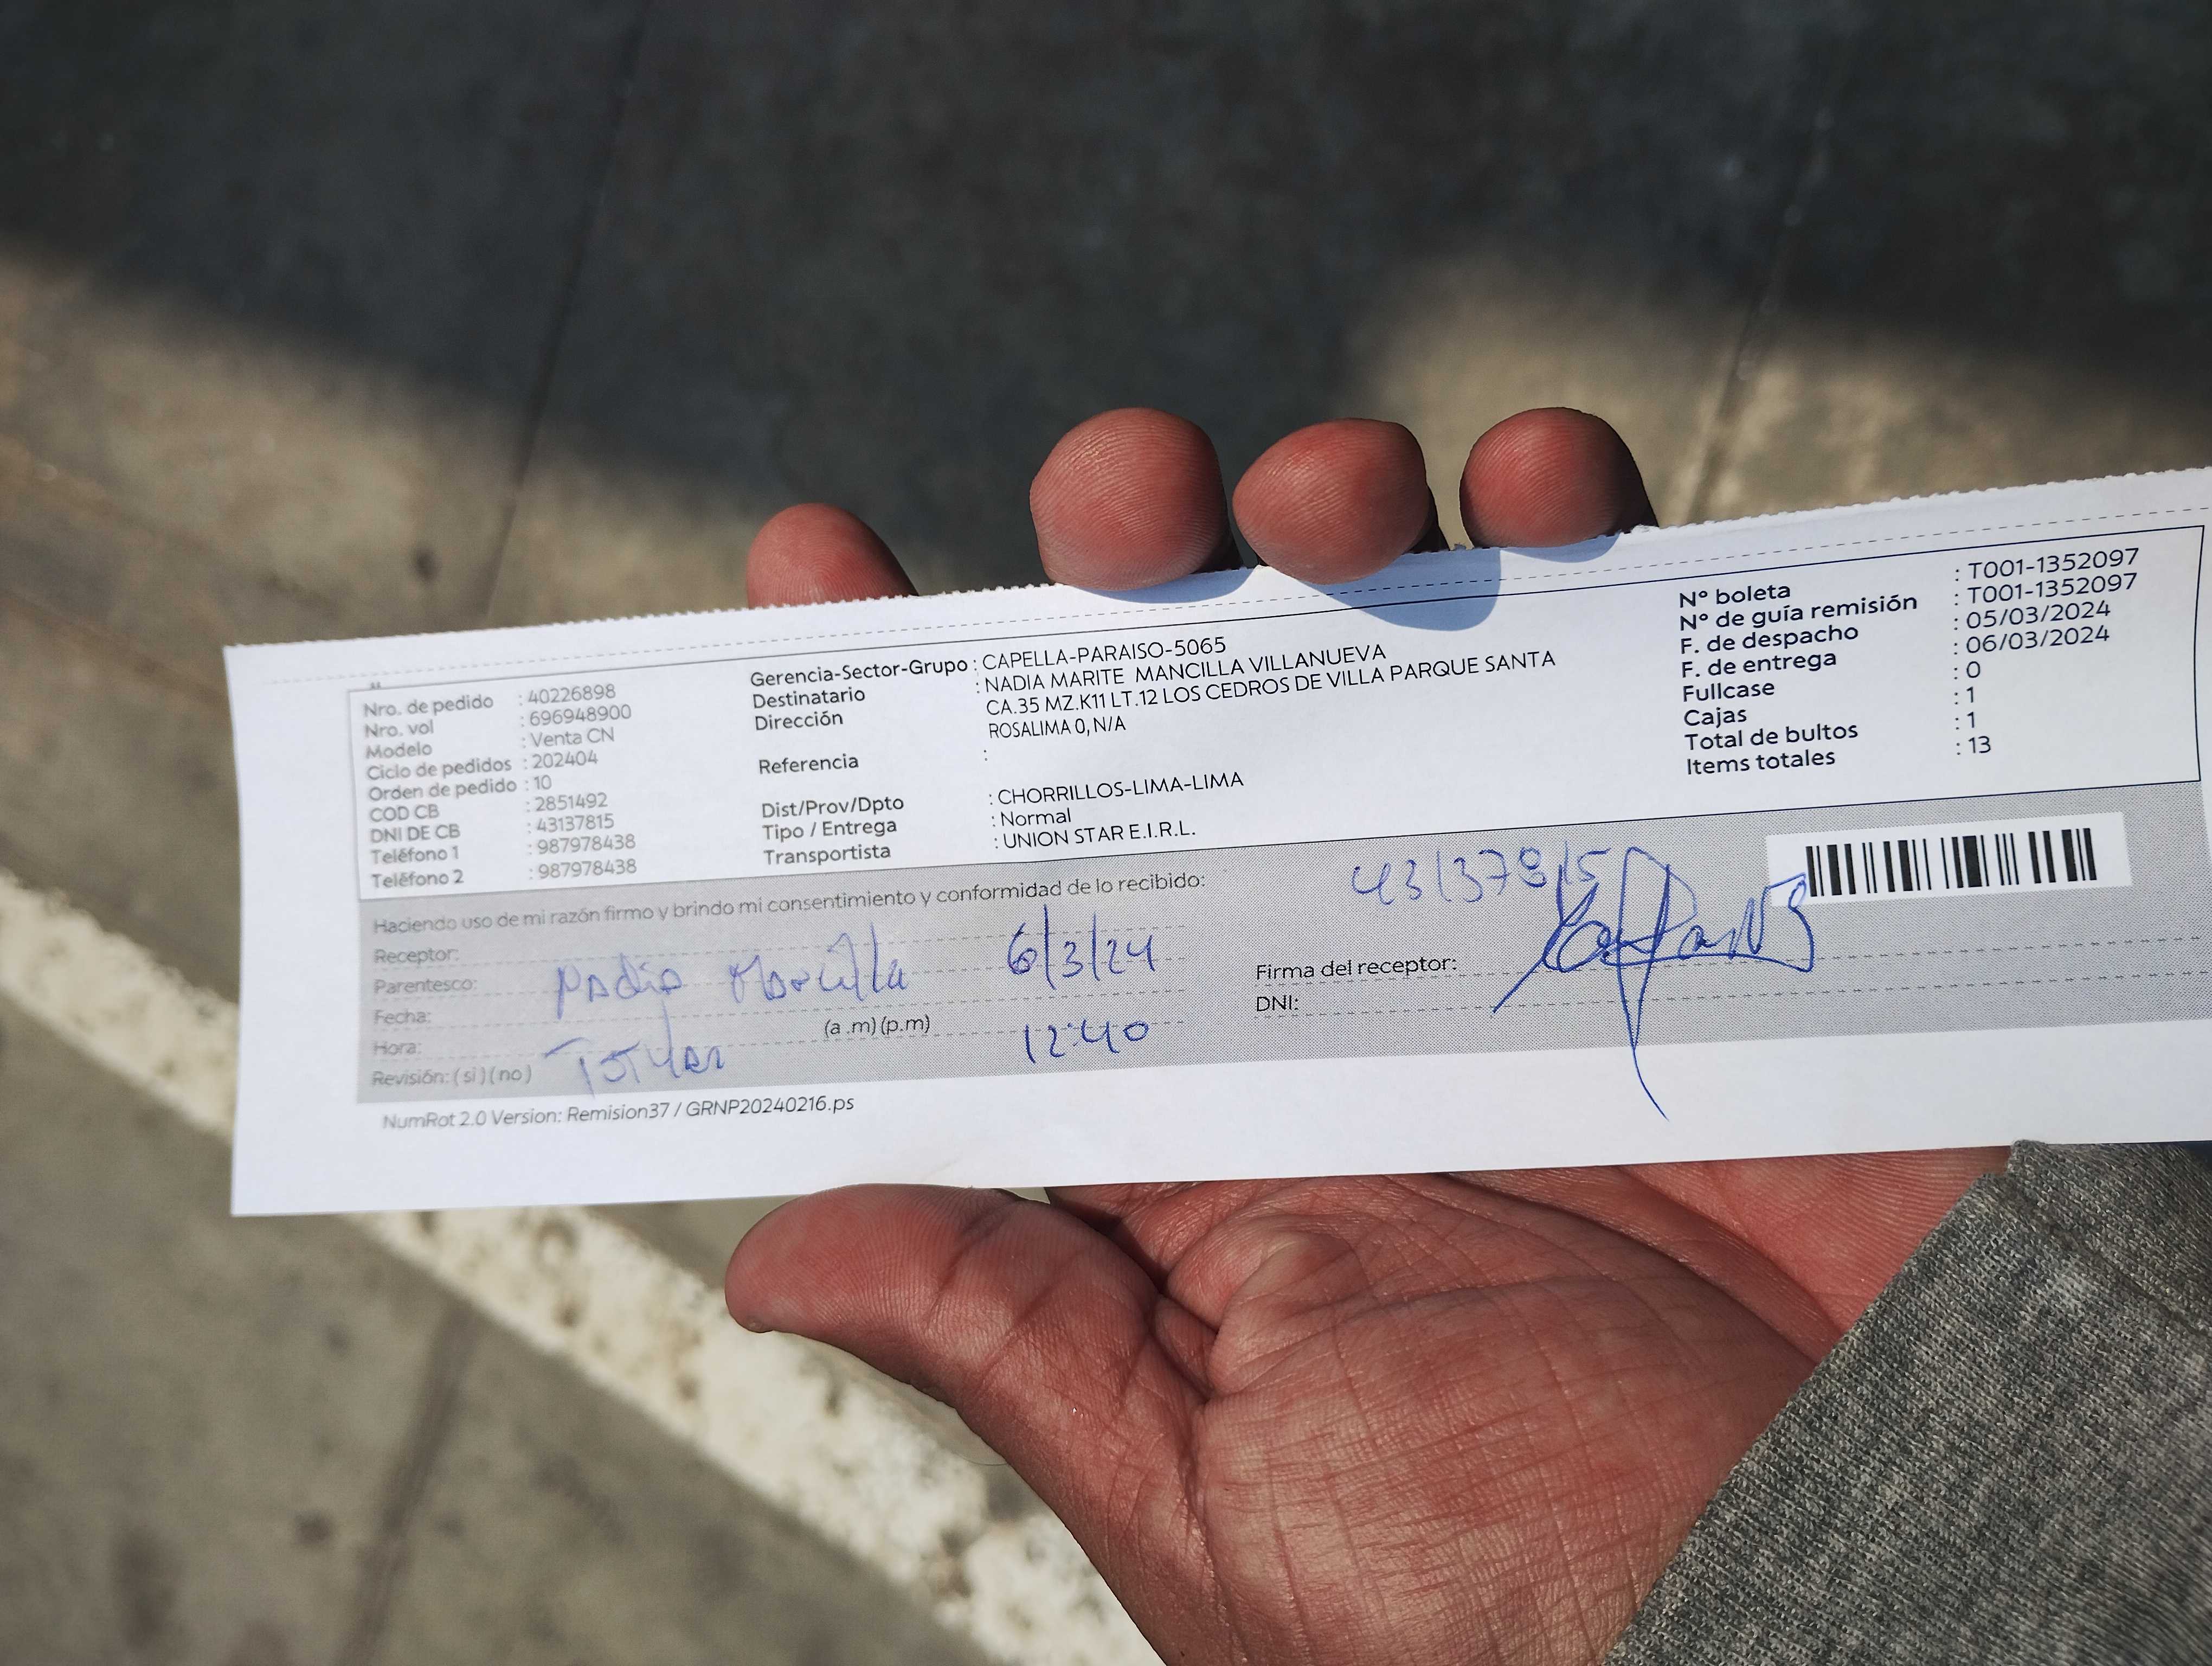 Nro. de pedido : 40226898
Nro. vol : 696948900
Modelo : Venta CN
Ciclo de pedidos : 202404
Orden de pedido : 10
COD CB : 2851492
DNI DE CB : 43137815
Teléfono 1 : 987978438
Teléfono 2 : 987978438
Gerencia-Sector-Grupo : CAPELLA-PARAISO-5065
Destinatario : NADIA MARITE MANCILLA VILLANUEVA
Dirección : CA.35 MZ.K11 LT.12 LOS CEDROS DE VILLA PARQUE SANTA
ROSALIMA 0, N/A
Referencia :
Dist/Prov/Dpto : CHORRILLOS-LIMA-LIMA
Tipo / Entrega : Normal
Transportista : UNION STAR E.I.R.L.
N° boleta : T001-1352097
N° de guía remisión : T001-1352097
F. de despacho : 05/03/2024
F. de entrega : 06/03/2024
Fullcase : 0
Cajas : 1
Total de bultos : 1
Items totales : 13
Haciendo uso de mi razón firmo y brindo mi consentimiento y conformidad de lo recibido:
43137815
Receptor:
Parentesco: Nadia Mancilla 6/3/24
Fecha:
Hora: (a .m) (p.m) 12:40
Revisión: ( si ) ( no ) Titular
Firma del receptor:
DNI:
NumRot 2.0 Version: Remision37 / GRNP20240216.ps